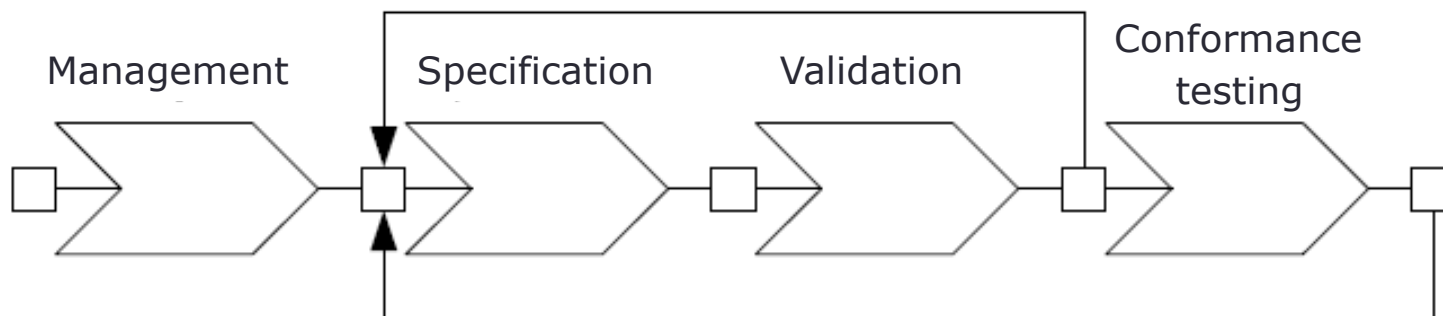 Management
Specification
Validation
Conformance
testing